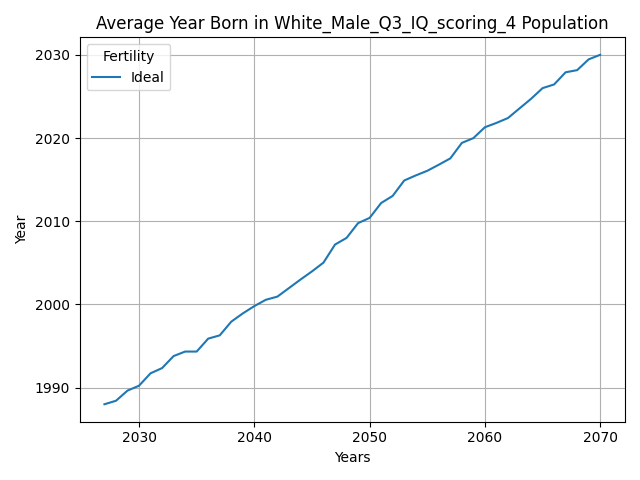 Average Year Born in White_Male_Q3_IQ_scoring_4 Population
Fertility
Ideal
Year
2030
2020
2010
2000
1990
2030 2040 2050 2060 2070
Years